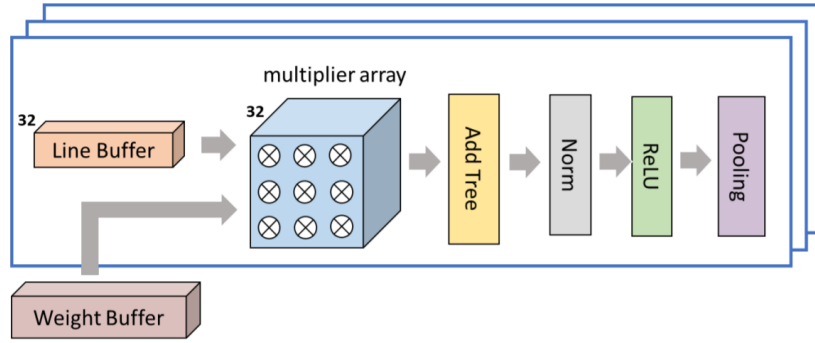 multiplier array
32
32
Line Buffer
Add Tree
Norm
ReLU
Pooling
Weight Buffer